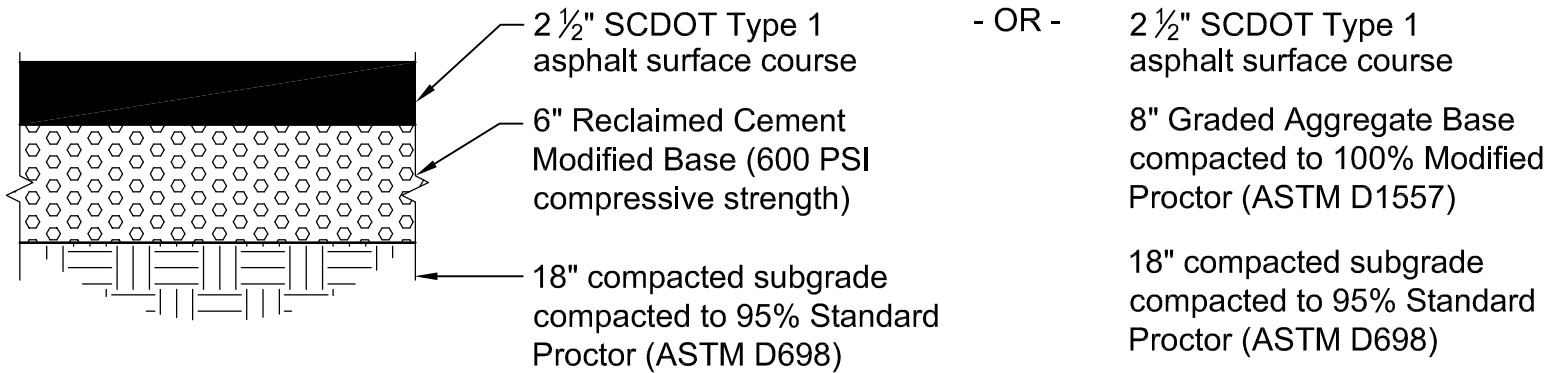 2 ½" SCDOT Type 1
asphalt surface course
6" Reclaimed Cement
Modified Base (600 PSI
compressive strength)
18" compacted subgrade
compacted to 95% Standard
Proctor (ASTM D698)
- OR -
2 ½" SCDOT Type 1
asphalt surface course
8" Graded Aggregate Base
compacted to 100% Modified
Proctor (ASTM D1557)
18" compacted subgrade
compacted to 95% Standard
Proctor (ASTM D698)